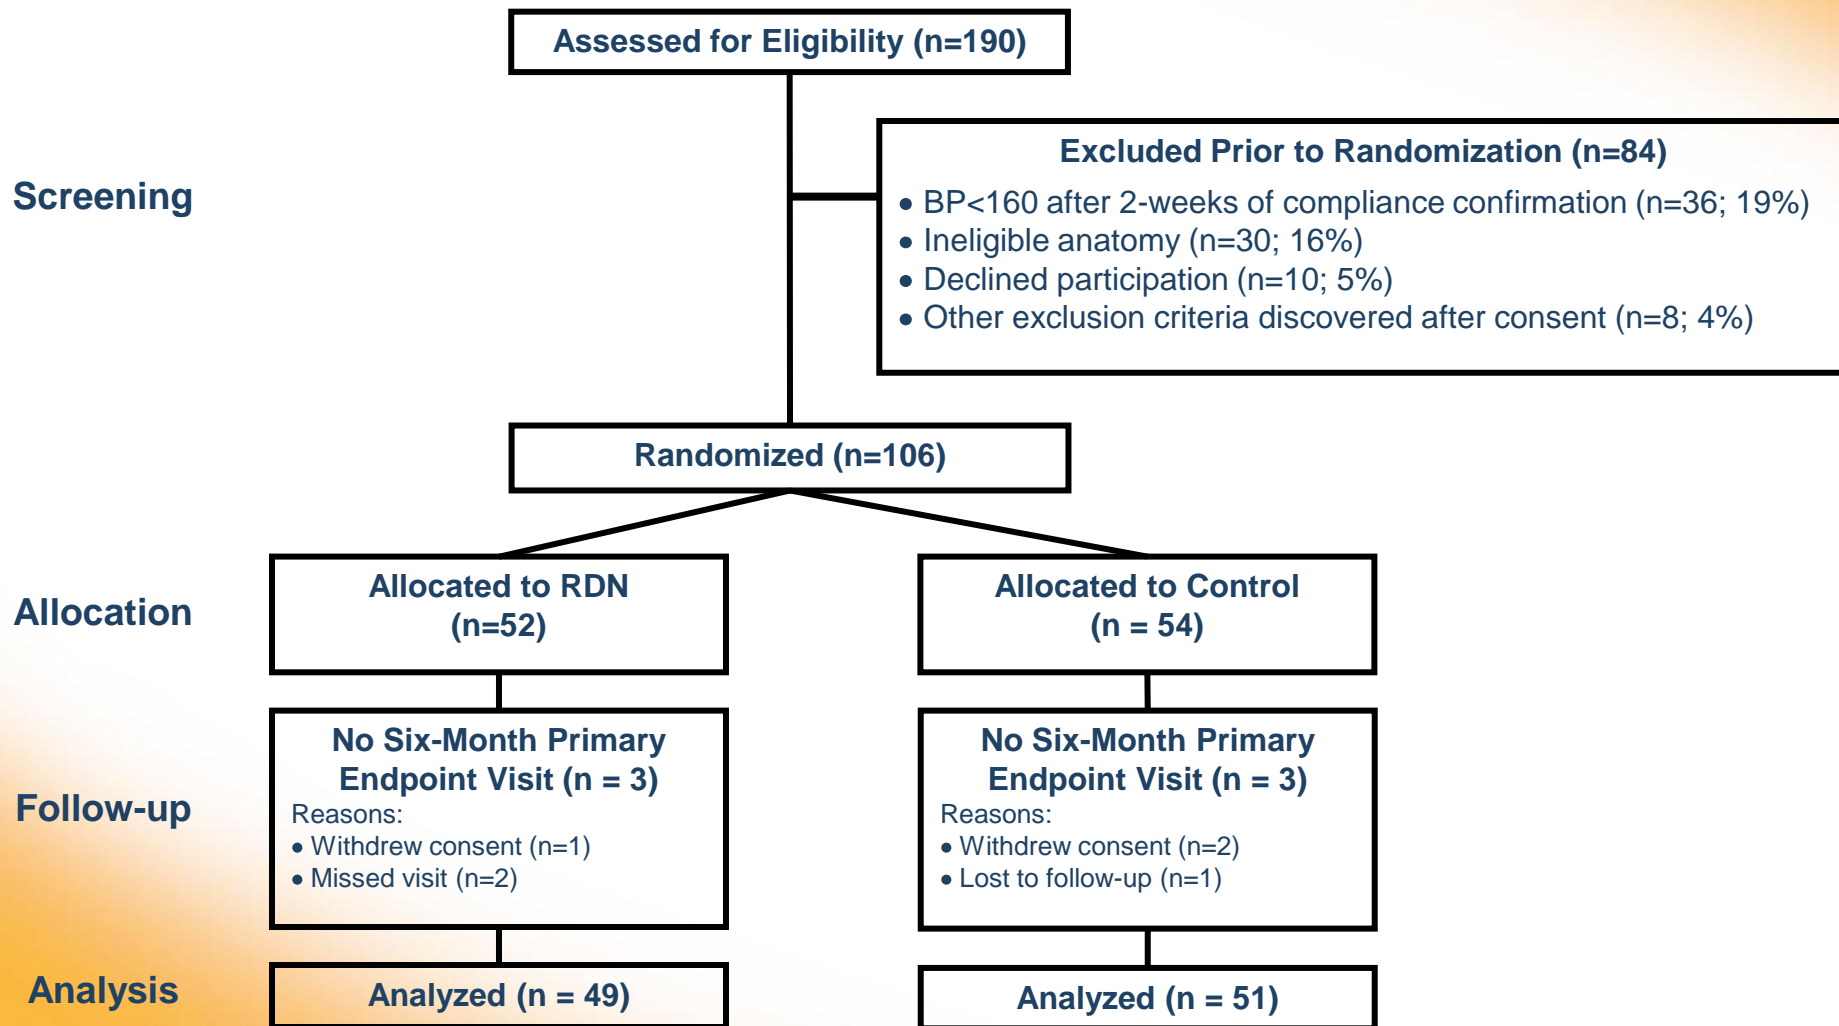 Assessed for Eligibility (n=190)
Screening
Excluded Prior to Randomization (n=84)
• BP<160 after 2-weeks of compliance confirmation (n=36; 19%)
• Ineligible anatomy (n=30; 16%)
• Declined participation (n=10; 5%)
• Other exclusion criteria discovered after consent (n=8; 4%)
Randomized (n=106)
Allocation
Allocated to RDN
(n=52)
Allocated to Control
(n = 54)
Follow-up
No Six-Month Primary
Endpoint Visit (n = 3)
Reasons:
• Withdrew consent (n=1)
• Missed visit (n=2)
No Six-Month Primary
Endpoint Visit (n = 3)
Reasons:
• Withdrew consent (n=2)
• Lost to follow-up (n=1)
Analysis
Analyzed (n = 49)
Analyzed (n = 51)